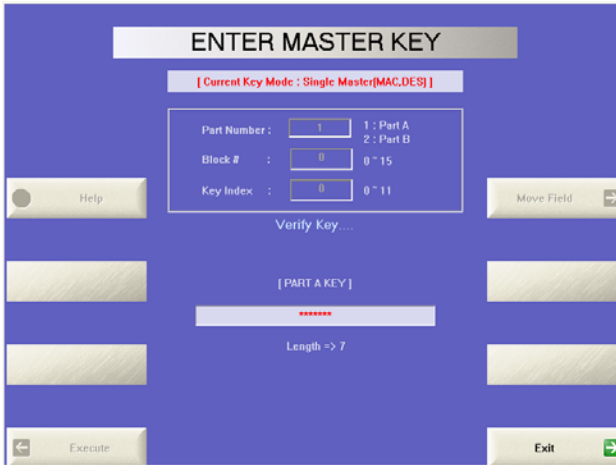 ENTER MASTER KEY
[ Current Key Mode : Single Master(MAC,DES) ]
Part Number : 1 1 : Part A
2 : Part B
Block # : 0 0 ~ 15
Key Index : 0 0 ~ 11
Help
Move Field
Verify Key....
[ PART A KEY ]
*******
Length => 7
Execute
Exit